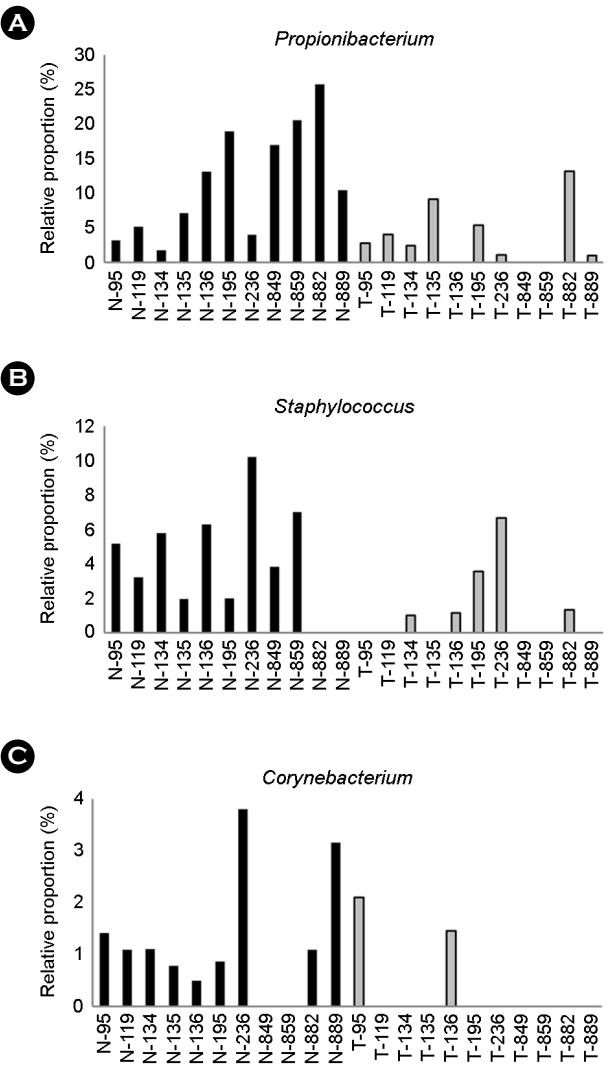 A
Propionibacterium
Relative proportion (%)
30
25
20
15
10
5
0
N-95 N-119 N-134 N-135 N-136 N-195 N-236 N-849 N-859 N-882 N-889 T-95 T-119 T-134 T-135 T-136 T-195 T-236 T-849 T-859 T-882 T-889
B
Staphylococcus
Relative proportion (%)
12
10
8
6
4
2
0
N-95 N-119 N-134 N-135 N-136 N-195 N-236 N-849 N-859 N-882 N-889 T-95 T-119 T-134 T-135 T-136 T-195 T-236 T-849 T-859 T-882 T-889
C
Corynebacterium
Relative proportion (%)
4
3
2
1
0
N-95 N-119 N-134 N-135 N-136 N-195 N-236 N-849 N-859 N-882 N-889 T-95 T-119 T-134 T-135 T-136 T-195 T-236 T-849 T-859 T-882 T-889